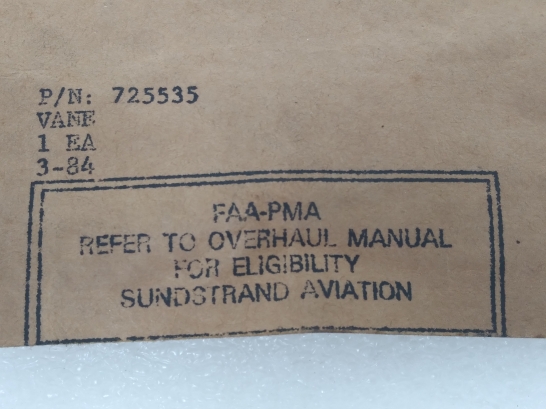 P/N: 725535
VANE
1 EA
3-84
FAA-PMA
REFER TO OVERHAUL MANUAL
FOR ELIGIBILITY
SUNDSTRAND AVIATION